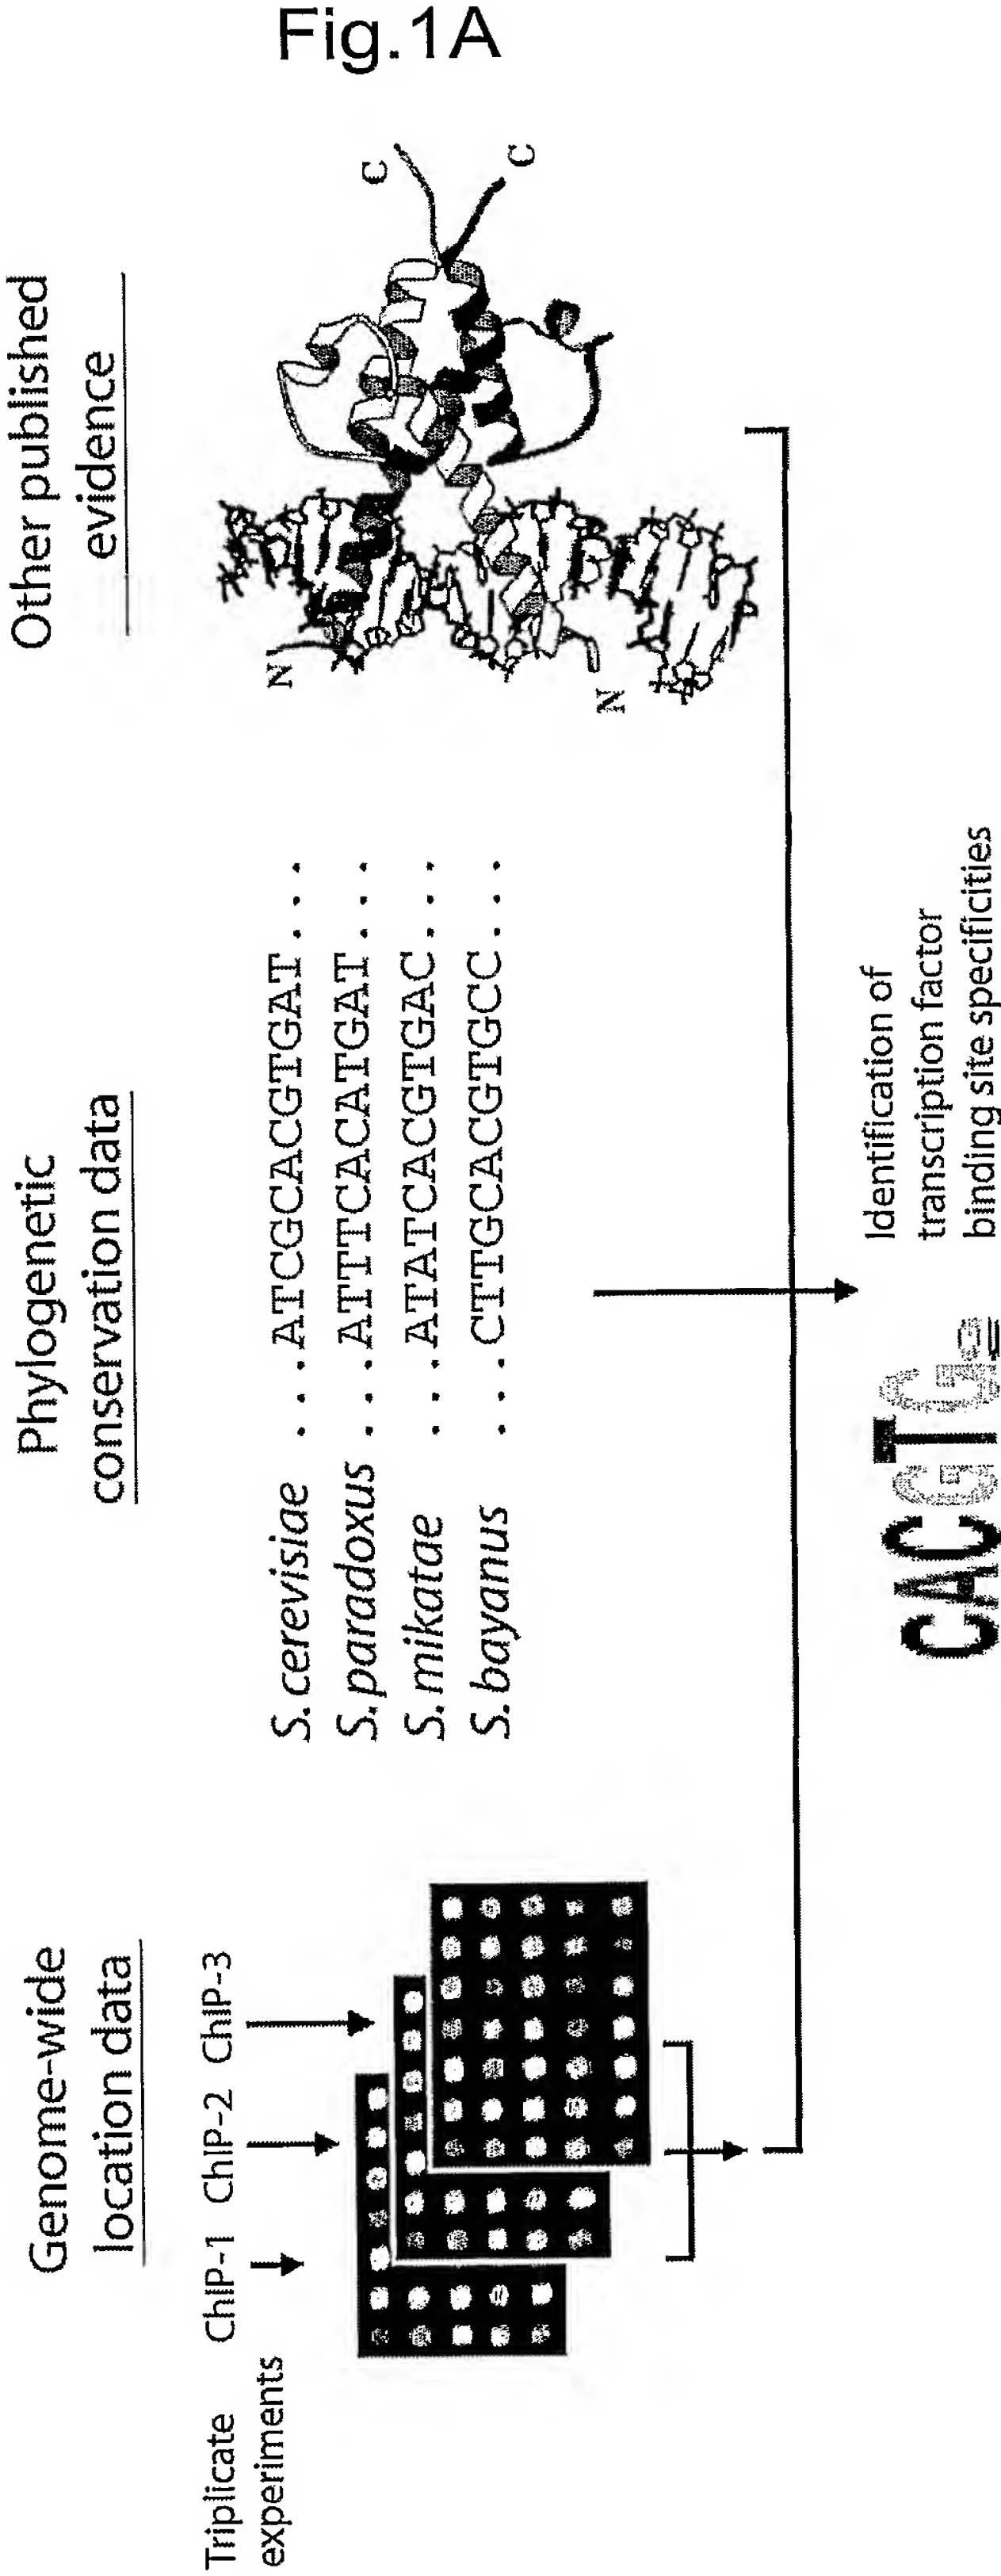 Fig.1A
Genome-wide
location data
Triplicate
experiments
ChIP-1 ChIP-2 ChIP-3
Phylogenetic
conservation data
S. cerevisiae ...ATCGCACGTGAT...
S. paradoxus ...ATTTCACATGAT...
S. mikatae ...ATATCACGTGAC...
S. bayanus ...CTTGCACGTGCC...
Other published
evidence
C
C
N
N
CACGTG
Identification of
transcription factor
binding site specificities